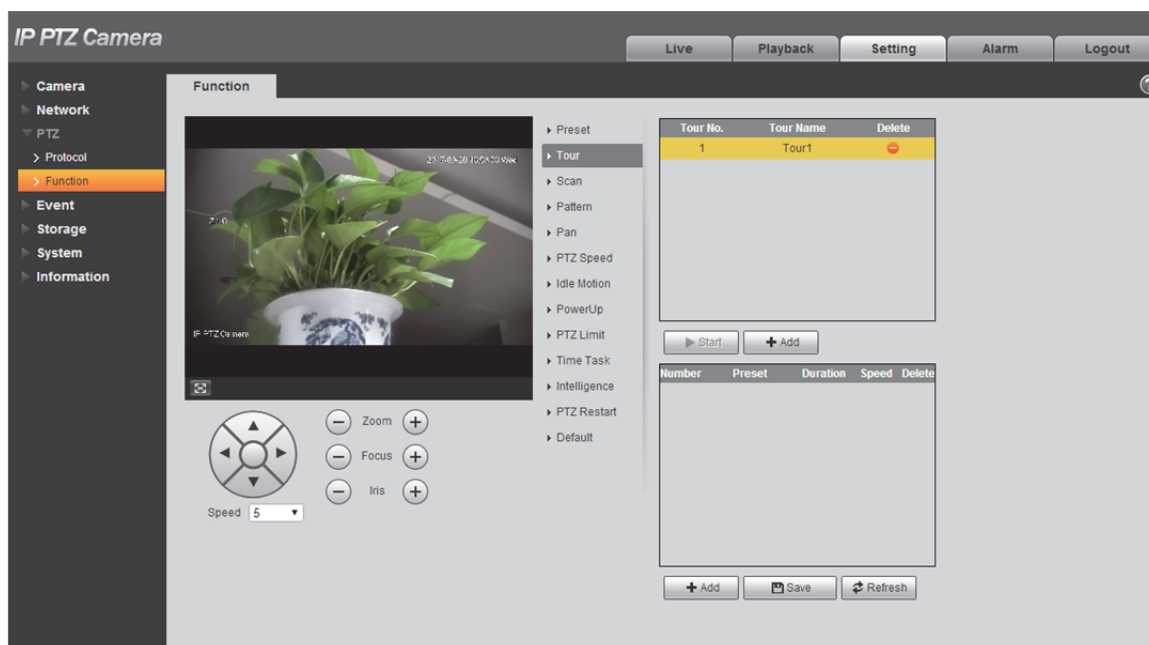 IP PTZ Camera
Live
Playback
Setting
Alarm
Logout
Camera
Network
PTZ
Protocol
Function
Event
Storage
System
Information
Function
IP PTZ Camera
Zoom
Focus
Iris
Speed 5
Preset
Tour
Scan
Pattern
Pan
PTZ Speed
Idle Motion
PowerUp
PTZ Limit
Time Task
Intelligence
PTZ Restart
Default
Tour No. Tour Name Delete
1 Tour1
Start
Add
Number Preset Duration Speed Delete
Add
Save
Refresh